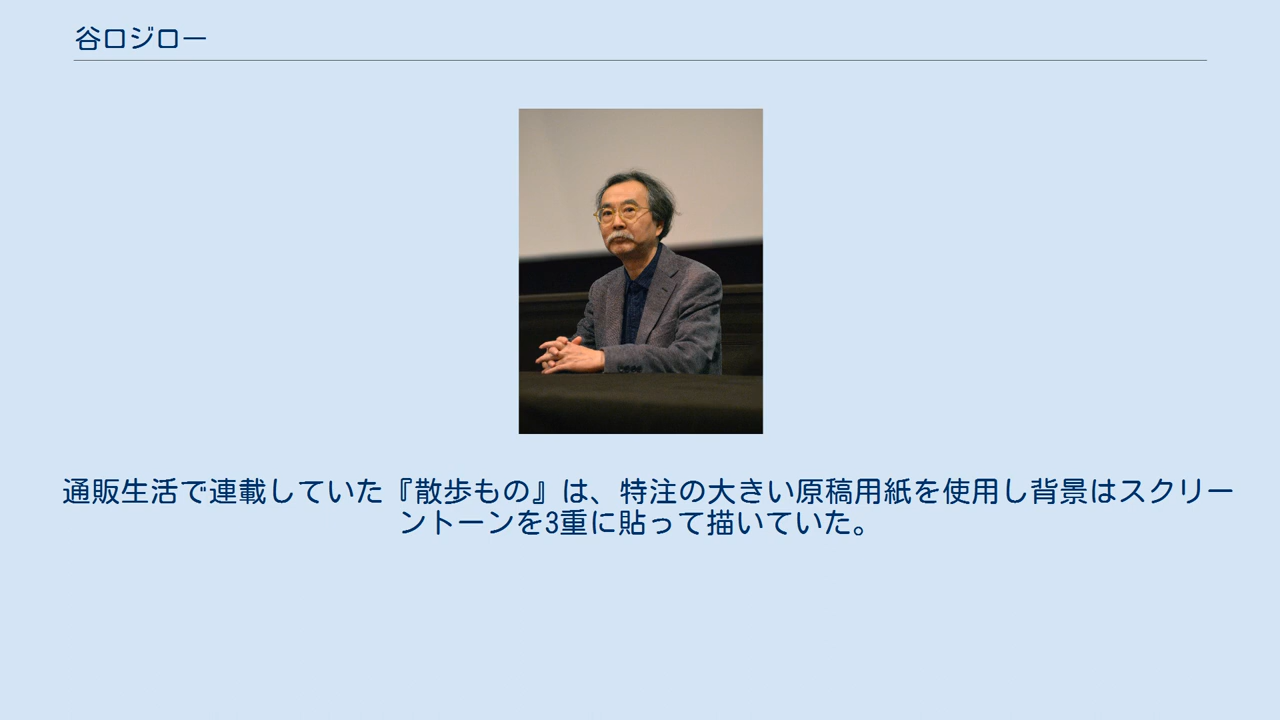 谷口ジロー
通販生活で連載していた『散歩もの』は、特注の大きい原稿用紙を使用し背景はスクリー
ントーンを3重に貼って描いていた。